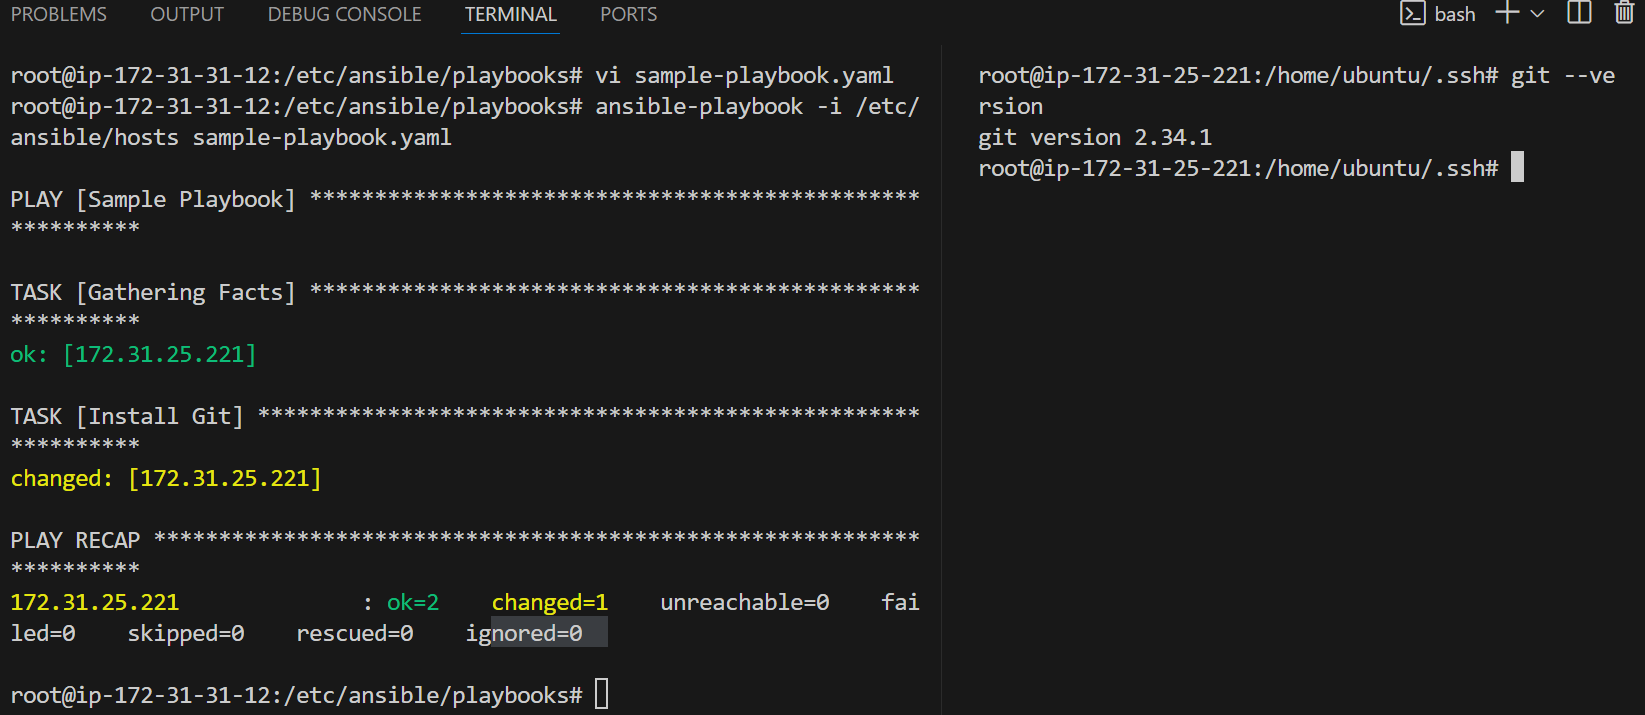 PROBLEMS OUTPUT DEBUG CONSOLE TERMINAL PORTS bash
root@ip-172-31-31-12:/etc/ansible/playbooks# vi sample-playbook.yaml
root@ip-172-31-31-12:/etc/ansible/playbooks# ansible-playbook -i /etc/
ansible/hosts sample-playbook.yaml
PLAY [Sample Playbook] ***********************************************
**********
TASK [Gathering Facts] ***********************************************
**********
ok: [172.31.25.221]
TASK [Install Git] ***************************************************
**********
changed: [172.31.25.221]
PLAY RECAP ***********************************************************
**********
172.31.25.221              : ok=2    changed=1    unreachable=0    fai
led=0    skipped=0    rescued=0    ignored=0
root@ip-172-31-31-12:/etc/ansible/playbooks#
root@ip-172-31-25-221:/home/ubuntu/.ssh# git --ve
rsion
git version 2.34.1
root@ip-172-31-25-221:/home/ubuntu/.ssh#